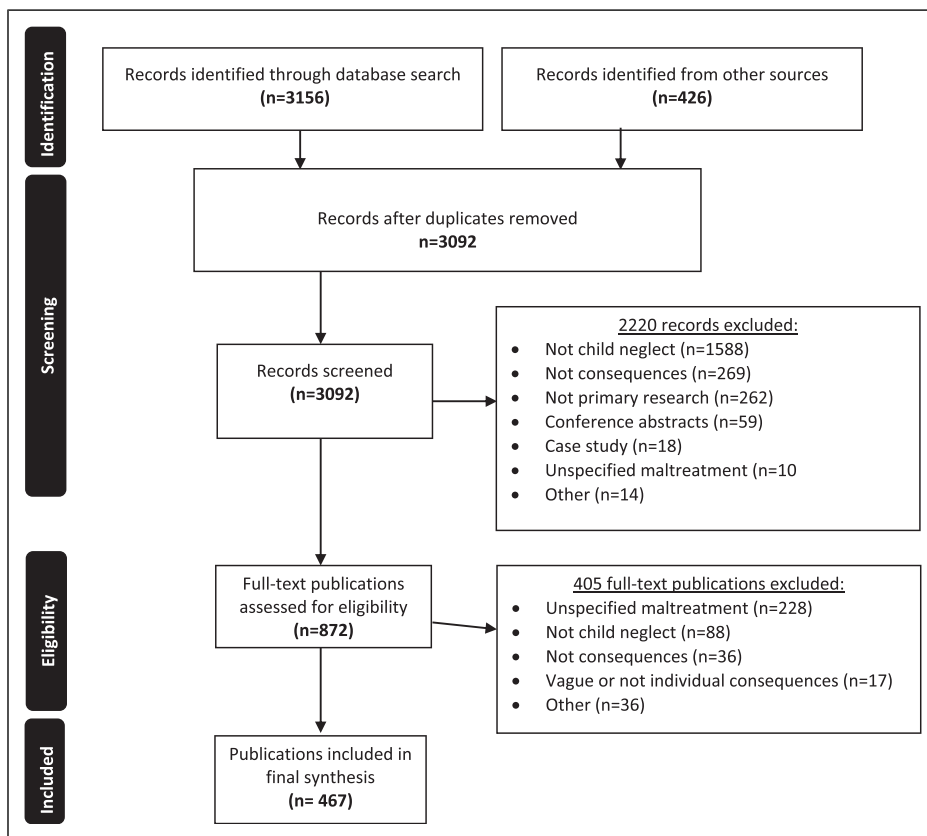 Identification
Records identified through database search
(n=3156)
Records identified from other sources
(n=426)
Screening
Records after duplicates removed
n=3092
Records screened
(n=3092)
2220 records excluded:
• Not child neglect (n=1588)
• Not consequences (n=269)
• Not primary research (n=262)
• Conference abstracts (n=59)
• Case study (n=18)
• Unspecified maltreatment (n=10
• Other (n=14)
Eligibility
Full-text publications
assessed for eligibility
(n=872)
405 full-text publications excluded:
• Unspecified maltreatment (n=228)
• Not child neglect (n=88)
• Not consequences (n=36)
• Vague or not individual consequences (n=17)
• Other (n=36)
Included
Publications included in
final synthesis
(n= 467)